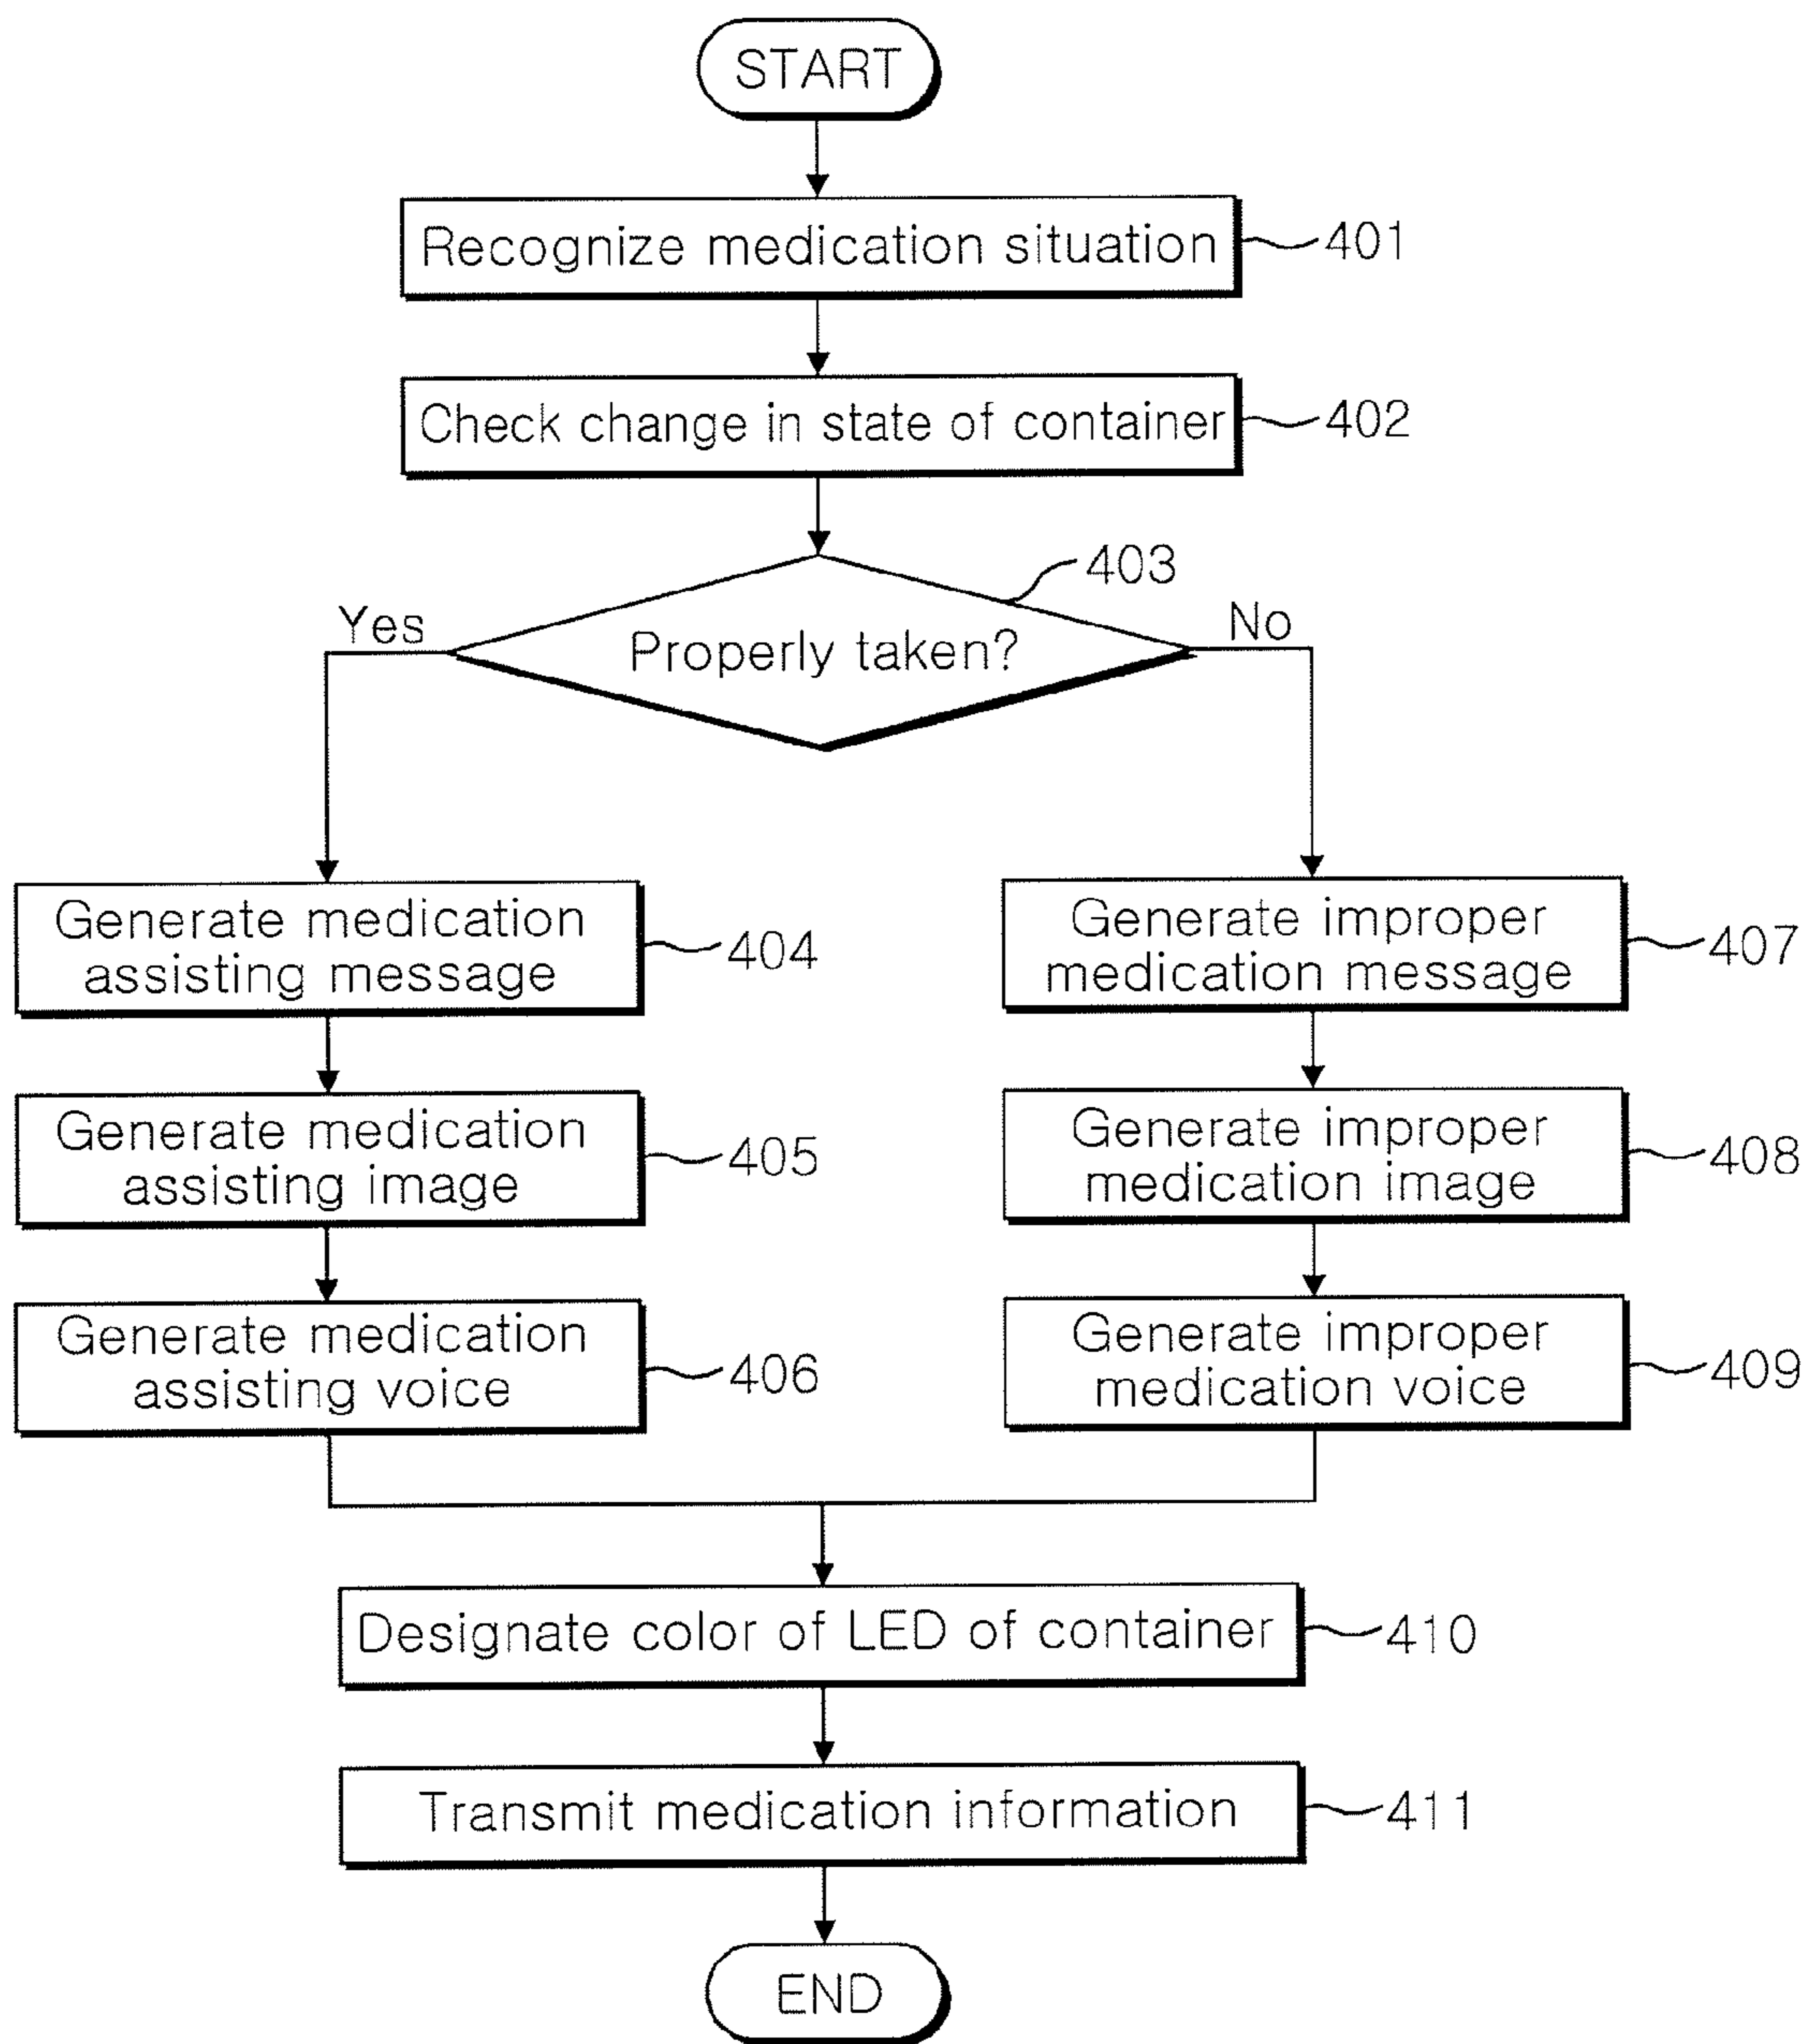 START
Recognize medication situation
401
Check change in state of container
402
403
Yes
Properly taken?
No
Generate medication
assisting message
404
Generate improper
medication message
407
Generate medication
assisting image
405
Generate improper
medication image
408
Generate medication
assisting voice
406
Generate improper
medication voice
409
Designate color of LED of container
410
Transmit medication information
411
END